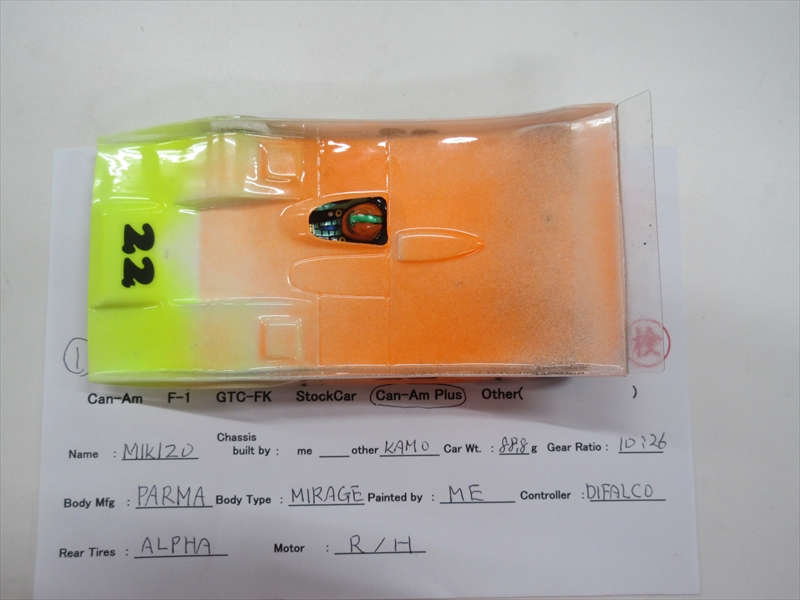 22
検
①
Can-Am F-1 GTC-FK StockCar Can-Am Plus Other( )
Name : MIKIZO Chassis built by : me ____ other KAMO Car Wt. : 88,8 g Gear Ratio : 10:26
Body Mfg : PARMA Body Type : MIRAGE Painted by : ME Controller : DIFALCO
Rear Tires : ALPHA Motor : R/H